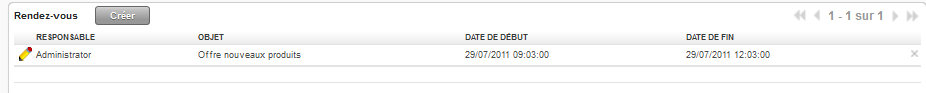 Rendez-vous Créer 1 - 1 sur 1
RESPONSABLE OBJET DATE DE DÉBUT DATE DE FIN
Administrator Offre nouveaux produits 29/07/2011 09:03:00 29/07/2011 12:03:00